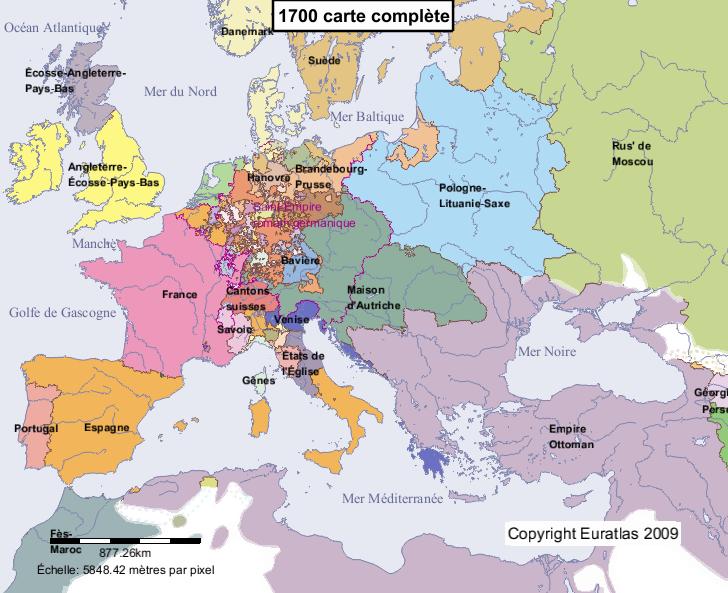 1700 carte complète
Océan Atlantique
Danemark
Suède
Écosse-Angleterre-
Pays-Bas
Mer du Nord
Mer Baltique
Rus' de
Moscou
Angleterre-
Écosse-Pays-Bas
Hanovre
Brandebourg-
Prusse
Pologne-
Lituanie-Saxe
Saint-Empire
romain germanique
Manche
Bavière
France
Cantons
suisses
Maison
d'Autriche
Golfe de Gascogne
Savoie
Venise
Mer Noire
États de
l'Église
Gênes
Géorgi
Perse
Portugal
Espagne
Empire
Ottoman
Mer Méditerranée
Fès-
Maroc
877.26km
Échelle: 5848.42 mètres par pixel
Copyright Euratlas 2009